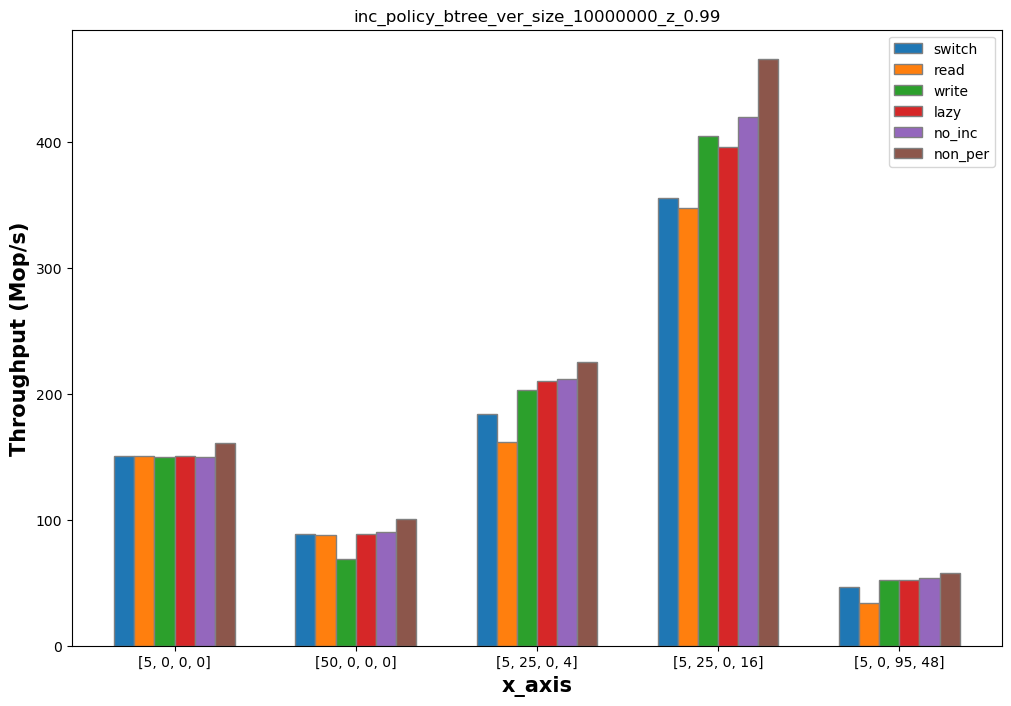 inc_policy_btree_ver_size_10000000_z_0.99
switch
read
write
lazy
no_inc
non_per
Throughput (Mop/s)
400
300
200
100
0
[5, 0, 0, 0]
[50, 0, 0, 0]
[5, 25, 0, 4]
[5, 25, 0, 16]
[5, 0, 95, 48]
x_axis